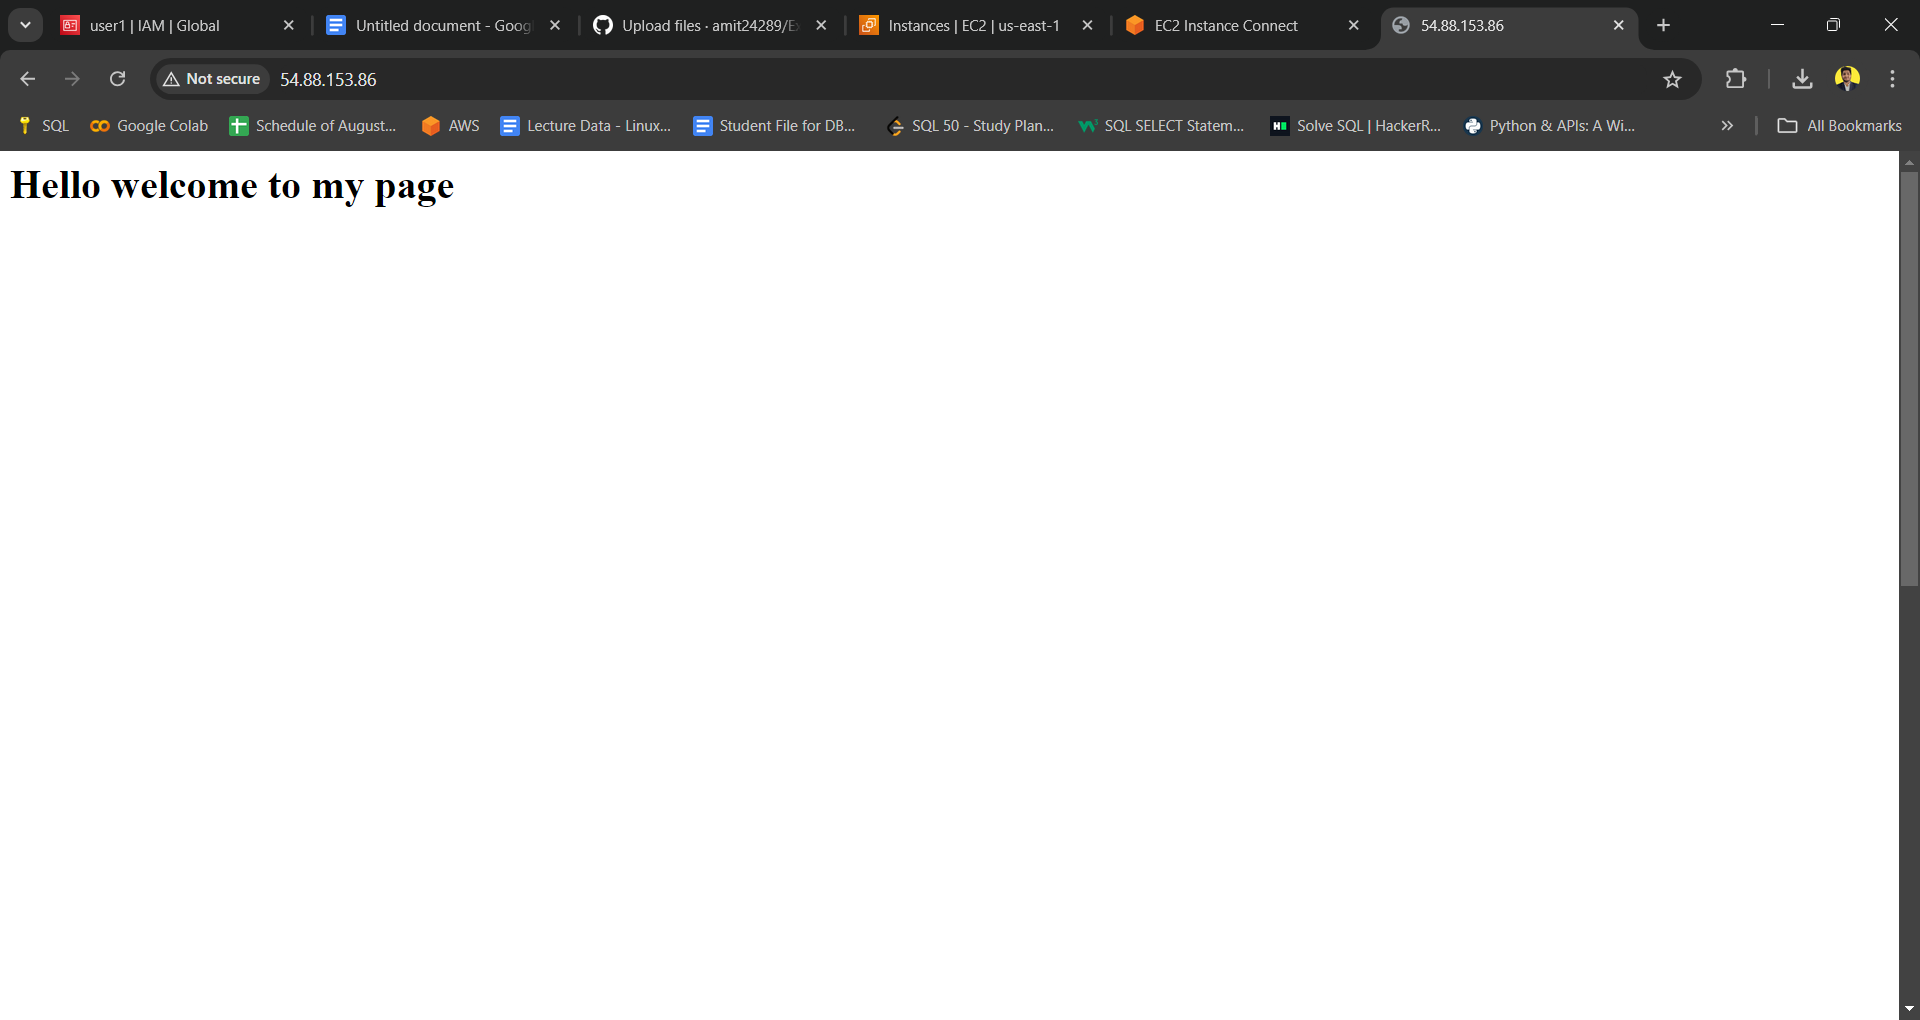 user1 | IAM | Global
Untitled document - Goog
Upload files · amit24289/E
Instances | EC2 | us-east-1
EC2 Instance Connect
54.88.153.86
Not secure
54.88.153.86
SQL
Google Colab
Schedule of August...
AWS
Lecture Data - Linux...
Student File for DB...
SQL 50 - Study Plan...
SQL SELECT Statem...
Solve SQL | HackerR...
Python & APIs: A Wi...
All Bookmarks
Hello welcome to my page